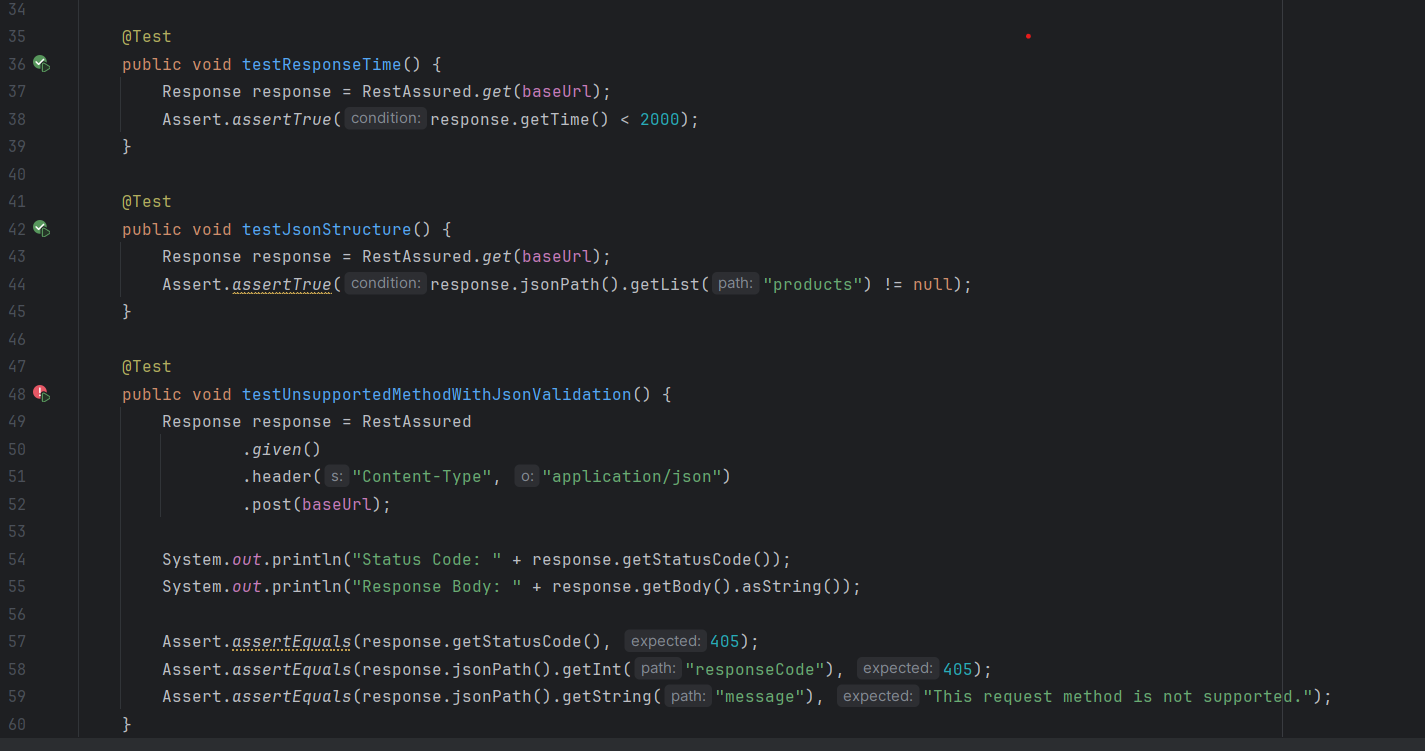 34
35 @Test
36 public void testResponseTime() {
37 Response response = RestAssured.get(baseUrl);
38 Assert.assertTrue( condition: response.getTime() < 2000);
39 }
40
41 @Test
42 public void testJsonStructure() {
43 Response response = RestAssured.get(baseUrl);
44 Assert.assertTrue( condition: response.jsonPath().getList( path: "products") != null);
45 }
46
47 @Test
48 public void testUnsupportedMethodWithJsonValidation() {
49 Response response = RestAssured
50 .given()
51 .header( s: "Content-Type", o: "application/json")
52 .post(baseUrl);
53
54 System.out.println("Status Code: " + response.getStatusCode());
55 System.out.println("Response Body: " + response.getBody().asString());
56
57 Assert.assertEquals(response.getStatusCode(), expected: 405);
58 Assert.assertEquals(response.jsonPath().getInt( path: "responseCode"), expected: 405);
59 Assert.assertEquals(response.jsonPath().getString( path: "message"), expected: "This request method is not supported.");
60 }